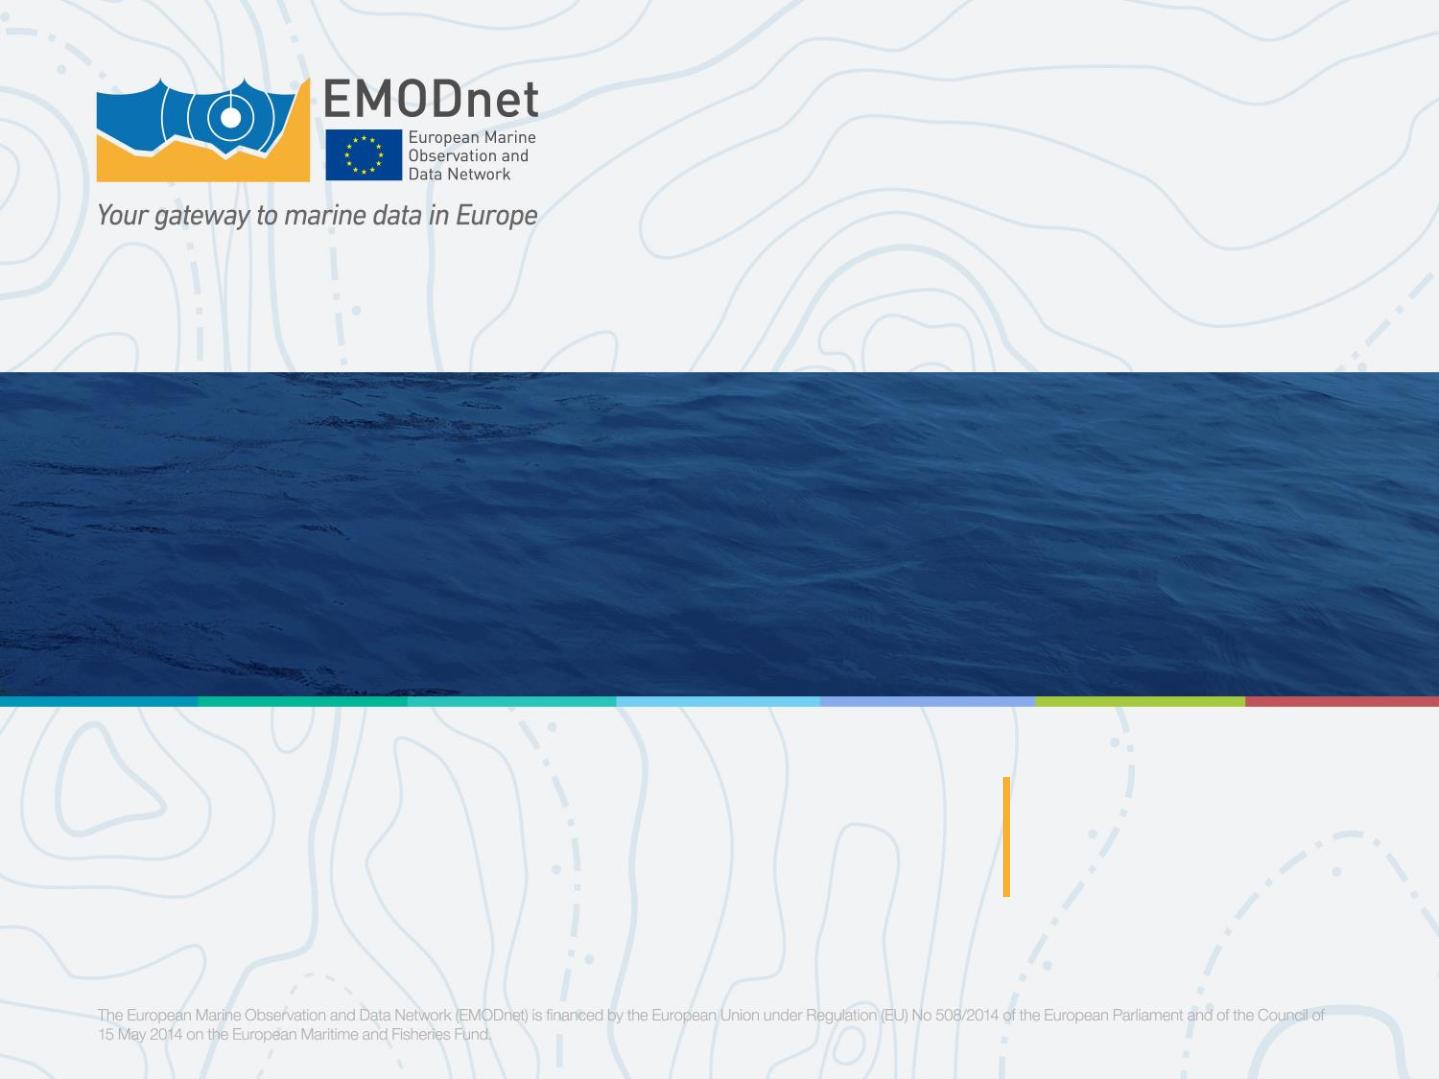 EMODnet
European Marine
Observation and
Data Network
Your gateway to marine data in Europe
The European Marine Observation and Data Network (EMODnet) is financed by the European Union under Regulation (EU) No 508/2014 of the European Parliament and of the Council of
15 May 2014 on the European Maritime and Fisheries Fund.